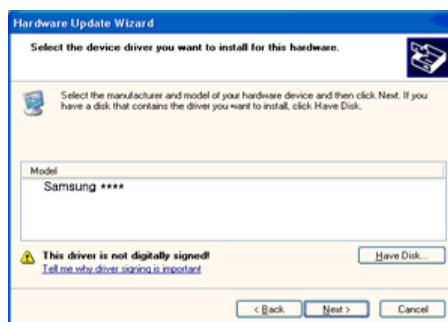 Hardware Update Wizard
Select the device driver you want to install for this hardware.
Select the manufacturer and model of your hardware device and then click Next. If you
have a disk that contains the driver you want to install, click Have Disk.
Model
Samsung ****
This driver is not digitally signed!
Tell me why driver signing is important
Have Disk...
< Back
Next >
Cancel